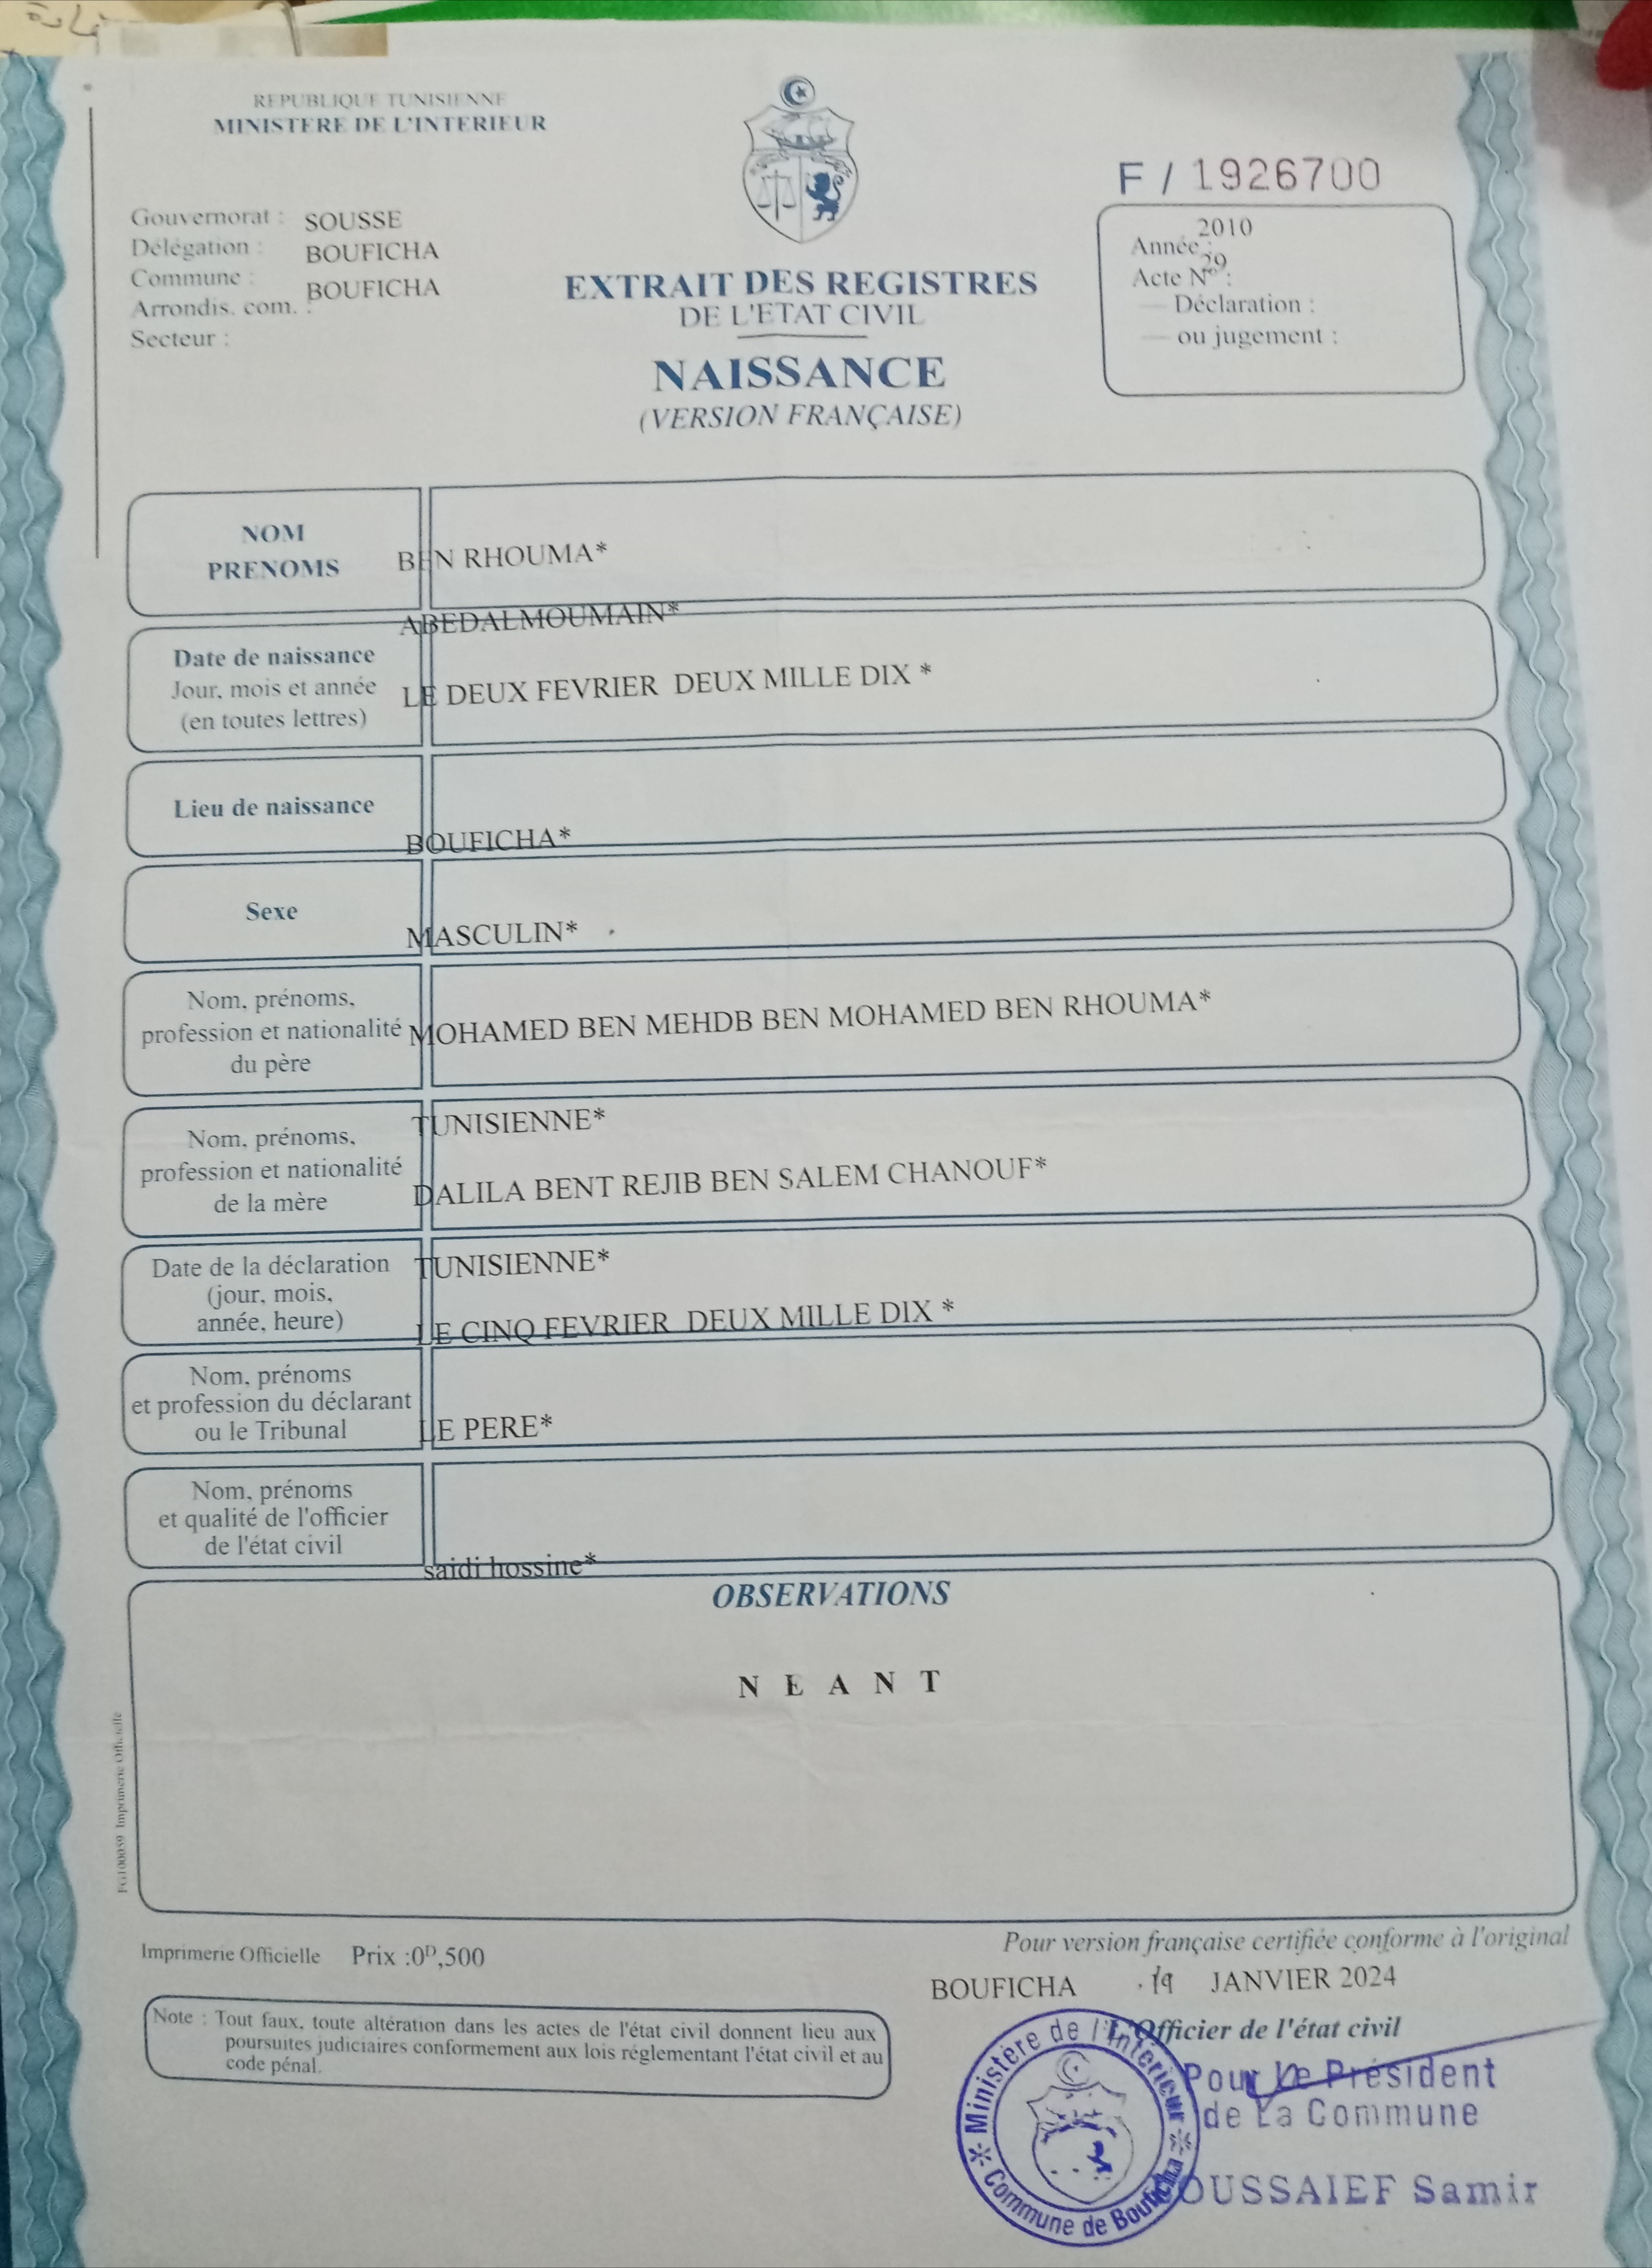 REPUBLIQUE TUNISIENNE
MINISTERE DE L'INTERIEUR
F / 1926700
Gouvernorat : SOUSSE
Délégation : BOUFICHA
Commune :
BOUFICHA
Arrondis. com. :
Secteur :
2010
Année :
29
Acte N° :
— Déclaration :
— ou jugement :
EXTRAIT DES REGISTRES
DE L'ETAT CIVIL
NAISSANCE
(VERSION FRANÇAISE)
NOM
PRENOMS
BEN RHOUMA*
ABEDALMOUMAIN*
Date de naissance
Jour, mois et année
(en toutes lettres)
LE DEUX FEVRIER DEUX MILLE DIX *
Lieu de naissance
BOUFICHA*
Sexe
MASCULIN*
Nom, prénoms,
profession et nationalité
du père
MOHAMED BEN MEHDB BEN MOHAMED BEN RHOUMA*
TUNISIENNE*
Nom, prénoms,
profession et nationalité
de la mère
DALILA BENT REJIB BEN SALEM CHANOUF*
TUNISIENNE*
Date de la déclaration
(jour, mois,
année, heure)
LE CINQ FEVRIER DEUX MILLE DIX *
Nom, prénoms
et profession du déclarant
ou le Tribunal
LE PERE*
Nom, prénoms
et qualité de l'officier
de l'état civil
saidi hossine*
OBSERVATIONS
N E A N T
FG100059 Imprimerie Officielle
Imprimerie Officielle Prix :0ᴰ,500
Note : Tout faux, toute altération dans les actes de l'état civil donnent lieu aux
poursuites judiciaires conformement aux lois réglementant l'état civil et au
code pénal.
Pour version française certifiée conforme à l'original
BOUFICHA 19 JANVIER 2024
L'Officier de l'état civil
Pour Le Président
de La Commune
OUSSAIEF Samir
Ministère de l'Intérieur * Commune de Bouficha *